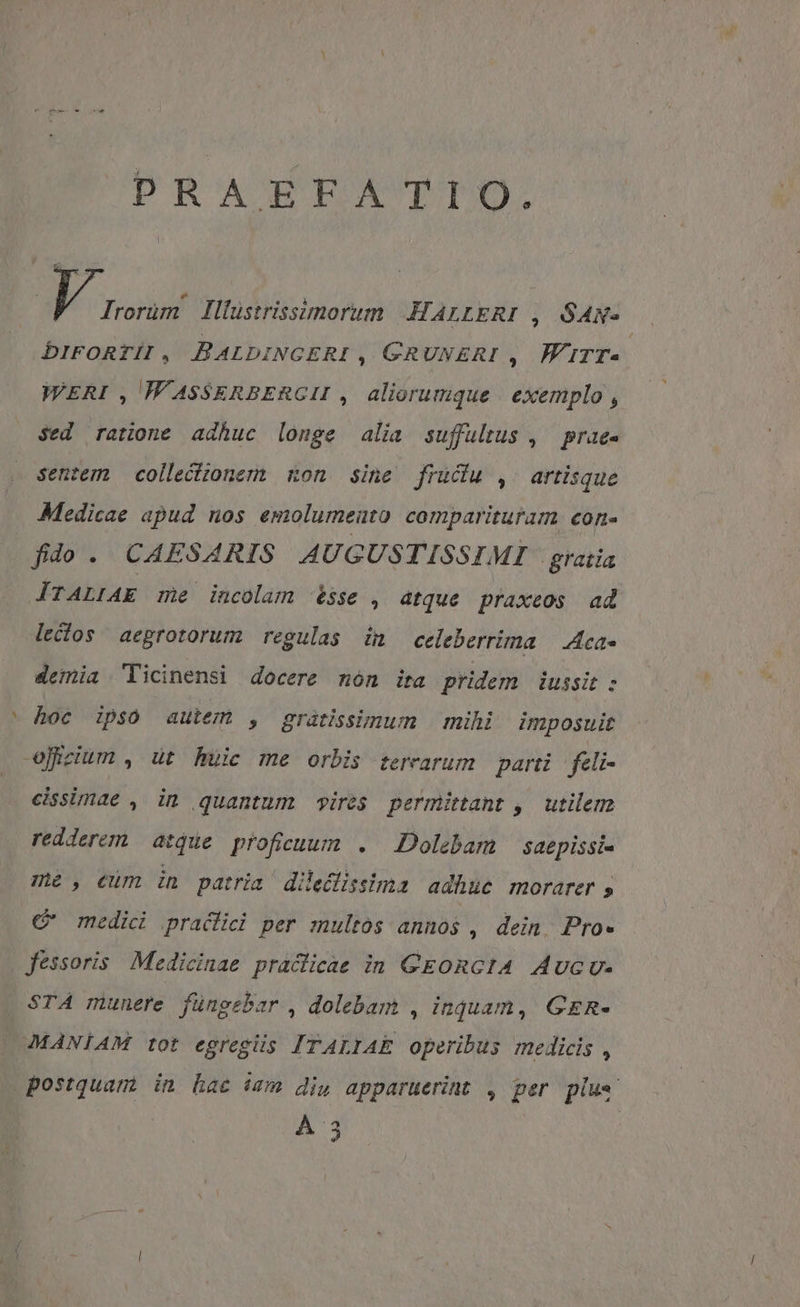 PRAEFATIO.
Virorum Illustrissimorum HALLERI , SAN-
DIFORTII, BALDINGERI, GRUNERI, WITT-
WERI , WASSERBERGII , aliorumque exemplo ,
sed ratione adhuc longe alia suffultus , prae-
sentem collectionem non sine fructu , artisque
Medicae apud nos emolumento comparituram con-
fido . CAESARIS AUGUSTISSIMI gratia
ITALIAE me incolam esse , atque praxeos ad
lectos aegrotorum regulas in celeberrima Aca-
demia Ticinensi docere non ita pridem iussit :
hoc ipso autem , gratissimum mihi imposuit
officium , ut huic me orbis terrarum parti feli-
cissimae , in quantum vires permittant , utilem
redderem atque proficuum . Dolebam saepissi-
me , cum in patria dilectissima adhuc morarer ,
& medici practici per multos annos , dein Pro-
fessoris Medicinae practicae in GEORGIA AUGU-
STA munere fungebar , dolebam , inquam, GER-
MANIAM tot egregiis ITALIAE operibus medicis ,
postquam in hac iam diu apparuerint , per plus
A 3